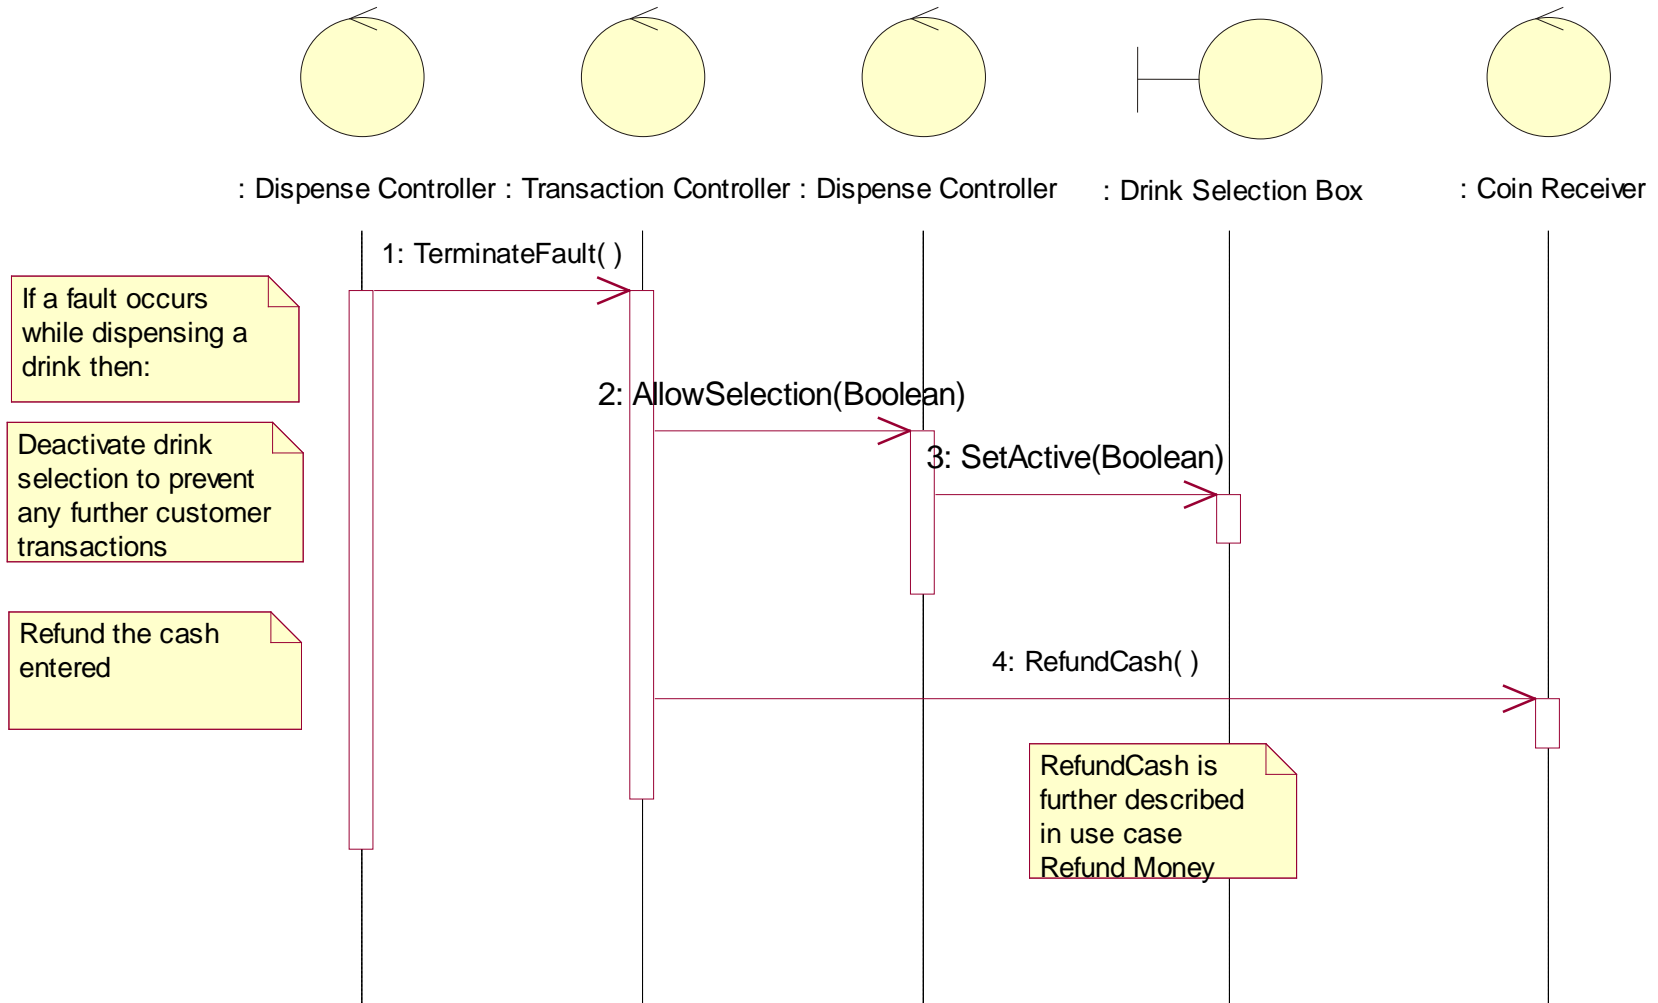 : Dispense Controller : Transaction Controller : Dispense Controller : Drink Selection Box : Coin Receiver
1: TerminateFault( )
If a fault occurs
while dispensing a
drink then:
2: AllowSelection(Boolean)
Deactivate drink
selection to prevent
any further customer
transactions
3: SetActive(Boolean)
Refund the cash
entered
4: RefundCash( )
RefundCash is
further described
in use case
Refund Money